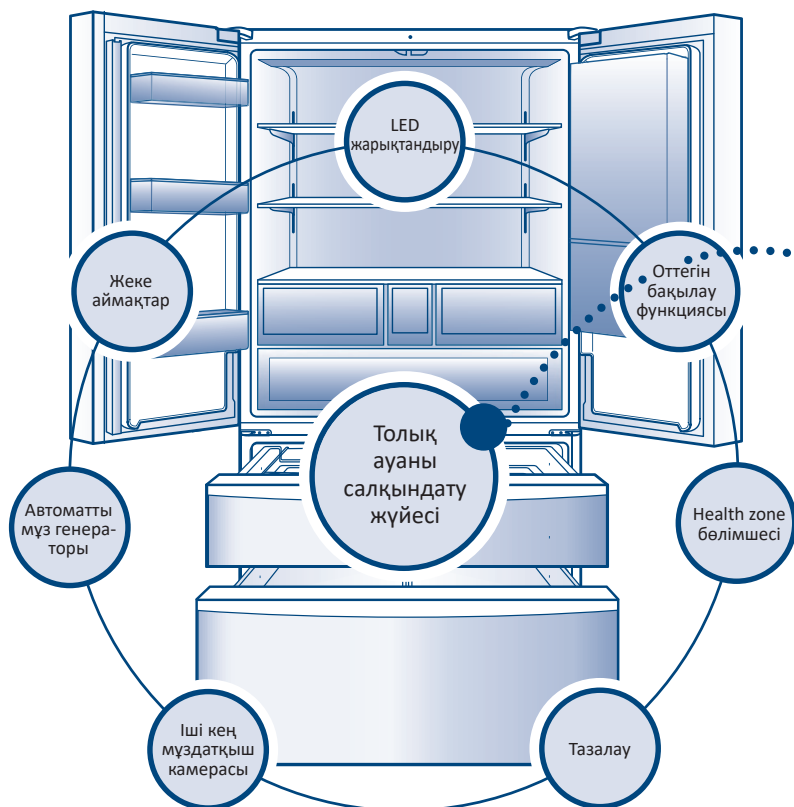 LED
жарықтандыру
Жеке
аймақтар
Оттегін
бақылау
функциясы
Толық
ауаны
салқындату
жүйесі
Автоматты
мұз генера-
торы
Health zone
бөлімшесі
Іші кең
мұздатқыш
камерасы
Тазалау